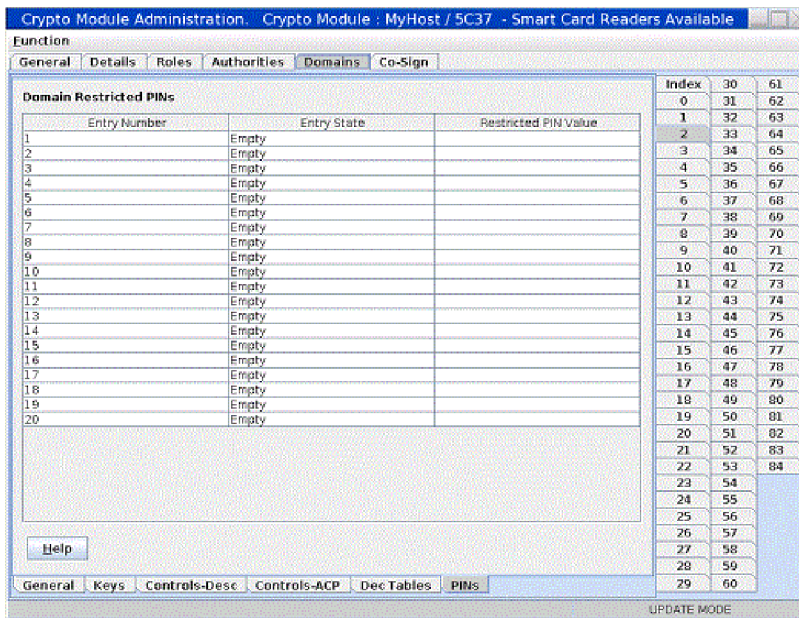 Crypto Module Administration.   Crypto Module : MyHost / 5C37  - Smart Card Readers Available
Function
General Details Roles Authorities Domains Co-Sign
Domain Restricted PINs
Entry Number Entry State Restricted PIN Value
1 Empty
2 Empty
3 Empty
4 Empty
5 Empty
6 Empty
7 Empty
8 Empty
9 Empty
10 Empty
11 Empty
12 Empty
13 Empty
14 Empty
15 Empty
16 Empty
17 Empty
18 Empty
19 Empty
20 Empty
Help
General Keys Controls-Desc Controls-ACP Dec Tables PINs
Index 30 61
0 31 62
1 32 63
2 33 64
3 34 65
4 35 66
5 36 67
6 37 68
7 38 69
8 39 70
9 40 71
10 41 72
11 42 73
12 43 74
13 44 75
14 45 76
15 46 77
16 47 78
17 48 79
18 49 80
19 50 81
20 51 82
21 52 83
22 53 84
23 54
24 55
25 56
26 57
27 58
28 59
29 60
UPDATE MODE